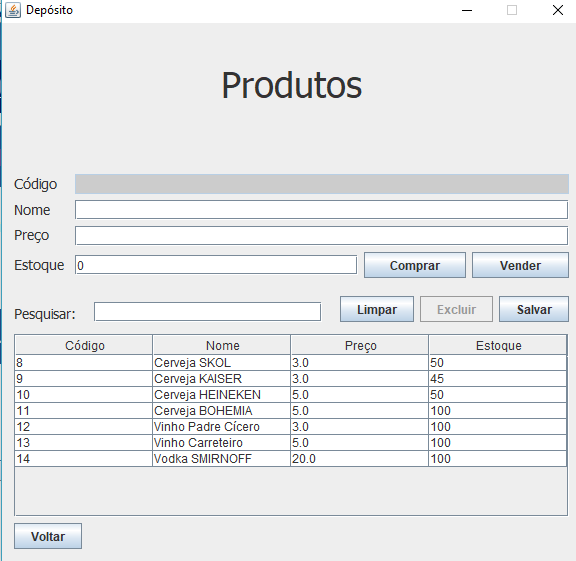 Depósito
Produtos
Código
Nome
Preço
Estoque 0 Comprar Vender
Pesquisar: Limpar Excluir Salvar
Código Nome Preço Estoque
8 Cerveja SKOL 3.0 50
9 Cerveja KAISER 3.0 45
10 Cerveja HEINEKEN 5.0 50
11 Cerveja BOHEMIA 5.0 100
12 Vinho Padre Cícero 3.0 100
13 Vinho Carreteiro 5.0 100
14 Vodka SMIRNOFF 20.0 100
Voltar